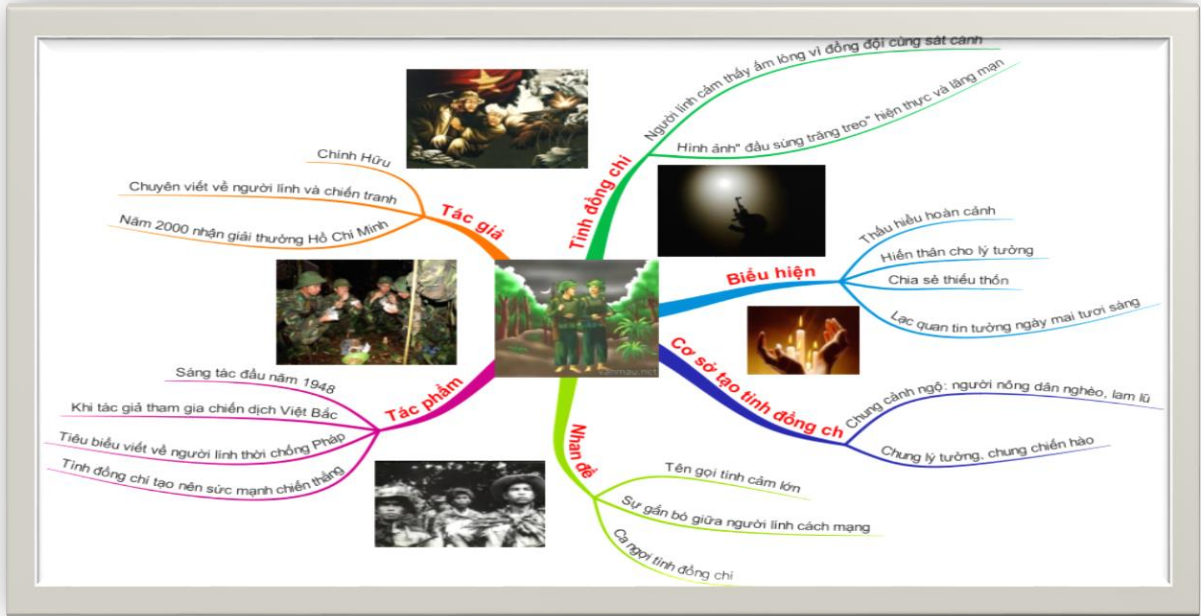 Tác giả
Chính Hữu
Chuyên viết về người lính và chiến tranh
Năm 2000 nhận giải thưởng Hồ Chí Minh
Tác phẩm
Sáng tác đầu năm 1948
Khi tác giả tham gia chiến dịch Việt Bắc
Tiêu biểu viết về người lính thời chống Pháp
Tình đồng chí tạo nên sức mạnh chiến thắng
Tình đồng chí
Người lính cảm thấy ấm lòng vì đồng đội cùng sát cánh
Hình ảnh" đầu súng trăng treo" hiện thực và lãng mạn
Biểu hiện
Thấu hiểu hoàn cảnh
Hiến thân cho lý tưởng
Chia sẻ thiếu thốn
Lạc quan tin tưởng ngày mai tươi sáng
Cơ sở tạo tình đồng ch
Chung cảnh ngộ: người nông dân nghèo, lam lũ
Chung lý tưởng, chung chiến hào
Nhan đề
Tên gọi tình cảm lớn
Sự gắn bó giữa người lính cách mạng
Ca ngợi tình đồng chí
vanmau.net